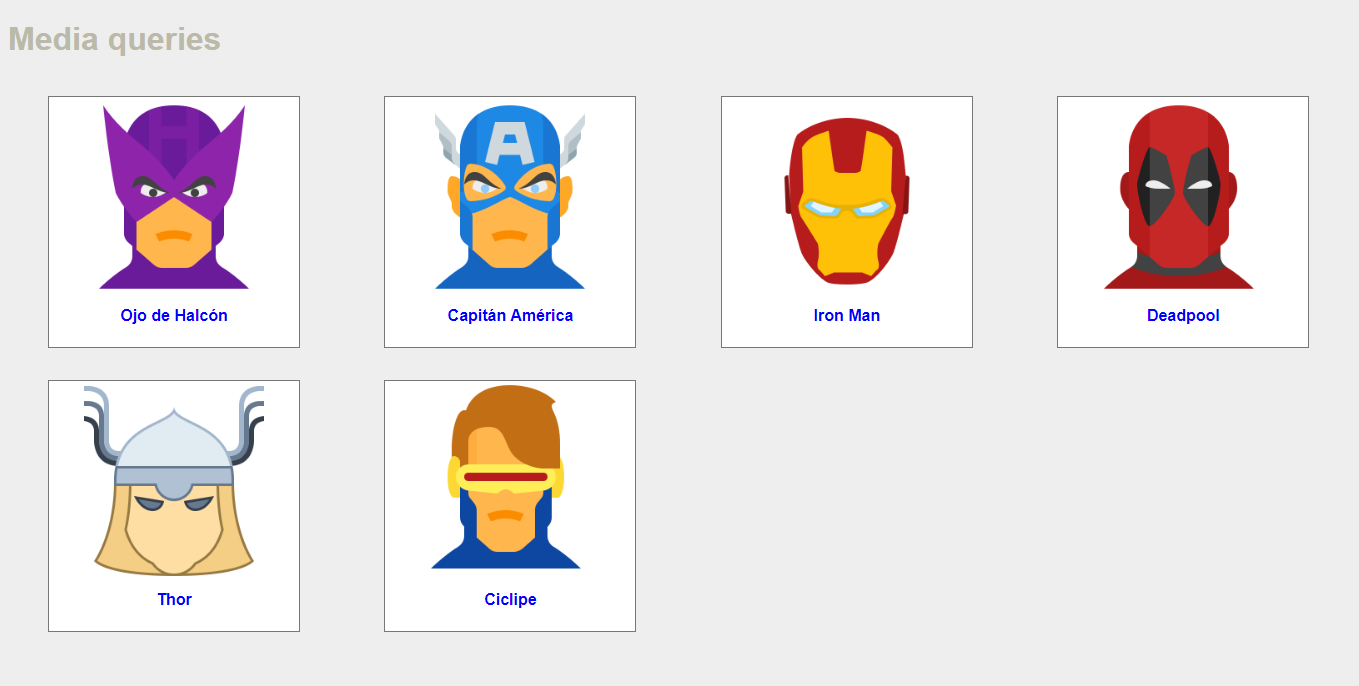 Media queries
Ojo de Halcón
Capitán América
Iron Man
Deadpool
Thor
Ciclipe